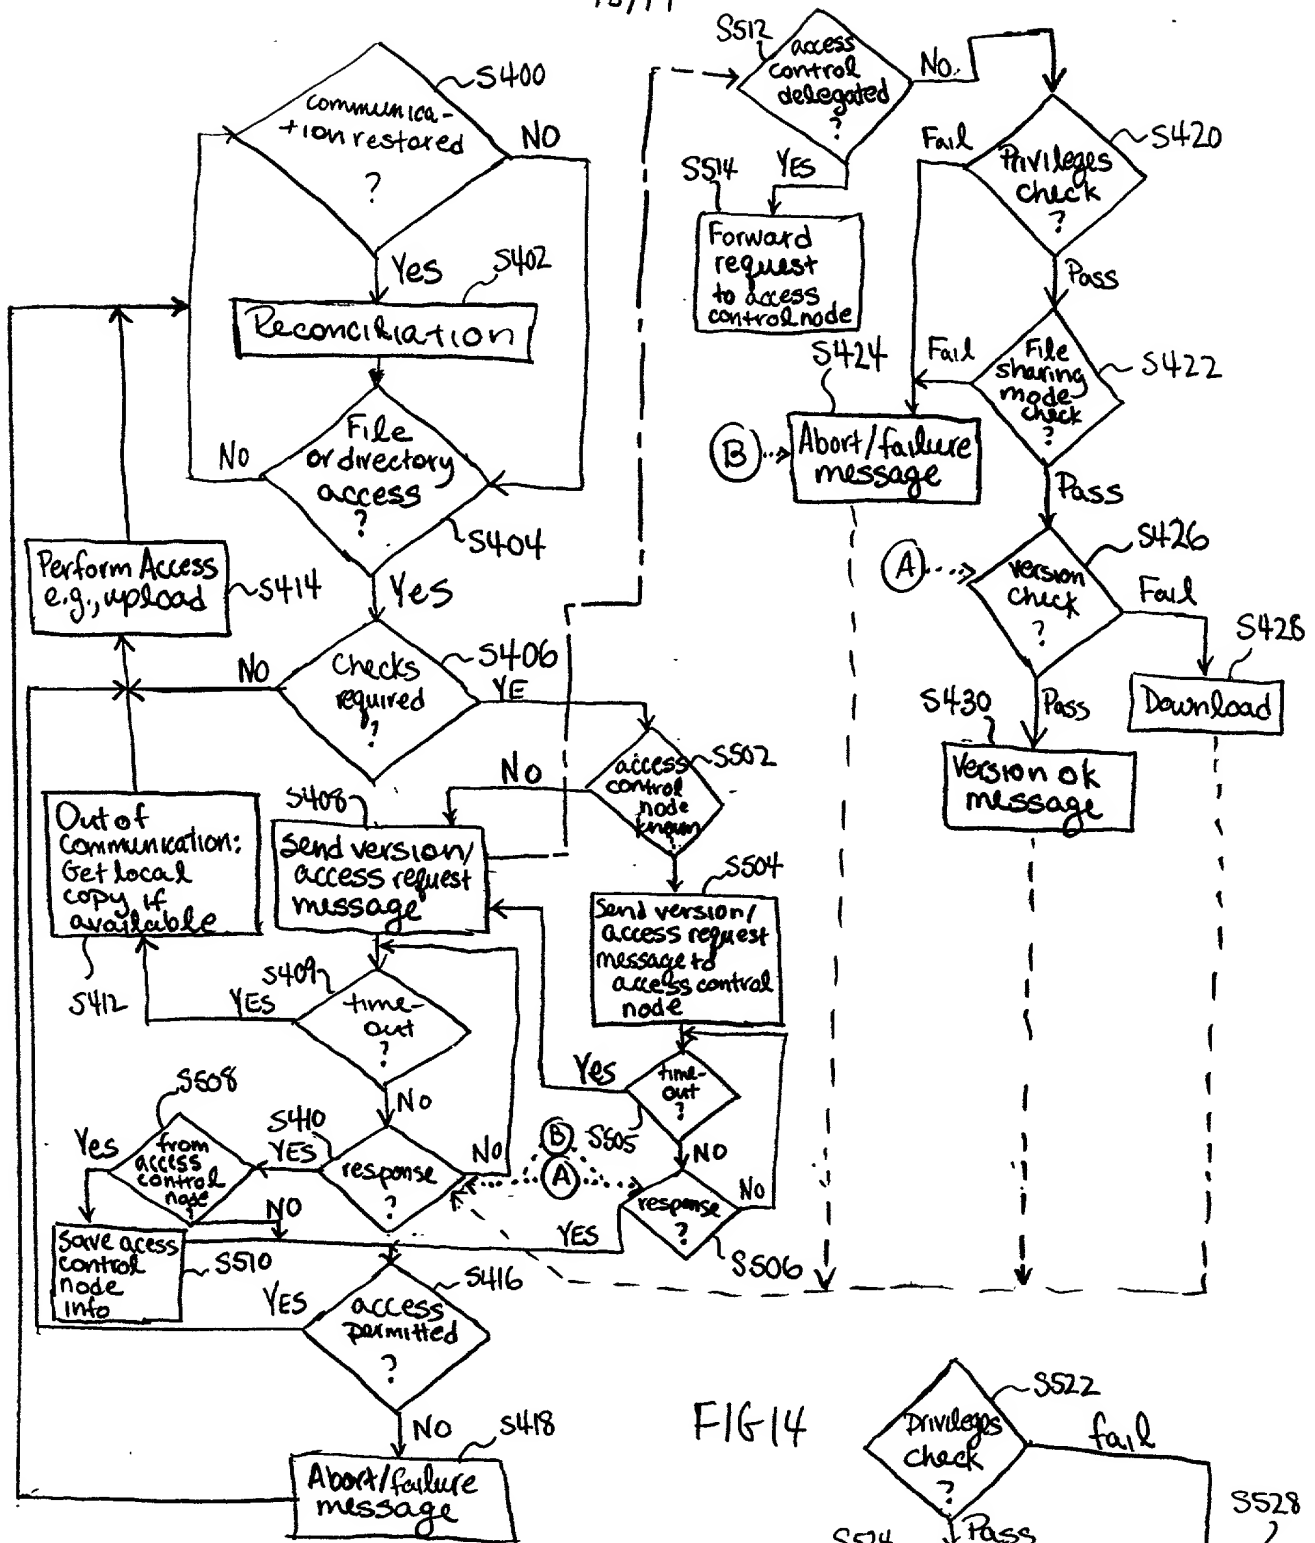 S400
communica-
tion restored
?
NO
Yes
S402
Reconciliation
File
or directory
access
?
No
S404
Yes
Perform Access
e.g., upload
S414
Checks
required
?
S406
NO
YE
access
control
node
known
?
S502
NO
S408
Send version/
access request
message
Out of
communication:
Get local
copy if
available
S412
S504
Send version/
access request
message to
access control
node
S409
time-
out
?
YES
NO
time-
out
?
Yes
S505
NO
S508
from
access
control
node
?
Yes
NO
S410
YES
response
?
NO
B
A
response
?
No
YES
S506
Save acess
control
node
info
S510
S416
access
permitted
?
YES
NO
S418
Abort/failure
message
S512
access
control
delegated
?
No.
YES
S514
Forward
request
to access
control node
S420
Privileges
check
?
Fail
Pass
File
sharing
mode
check
?
S422
Fail
Pass
S424
Abort/failure
message
B
A
S426
version
check
?
Fail
Pass
S428
Download
S430
Version ok
message
FIG 14
S522
Privileges
check
?
fail
Pass
S528